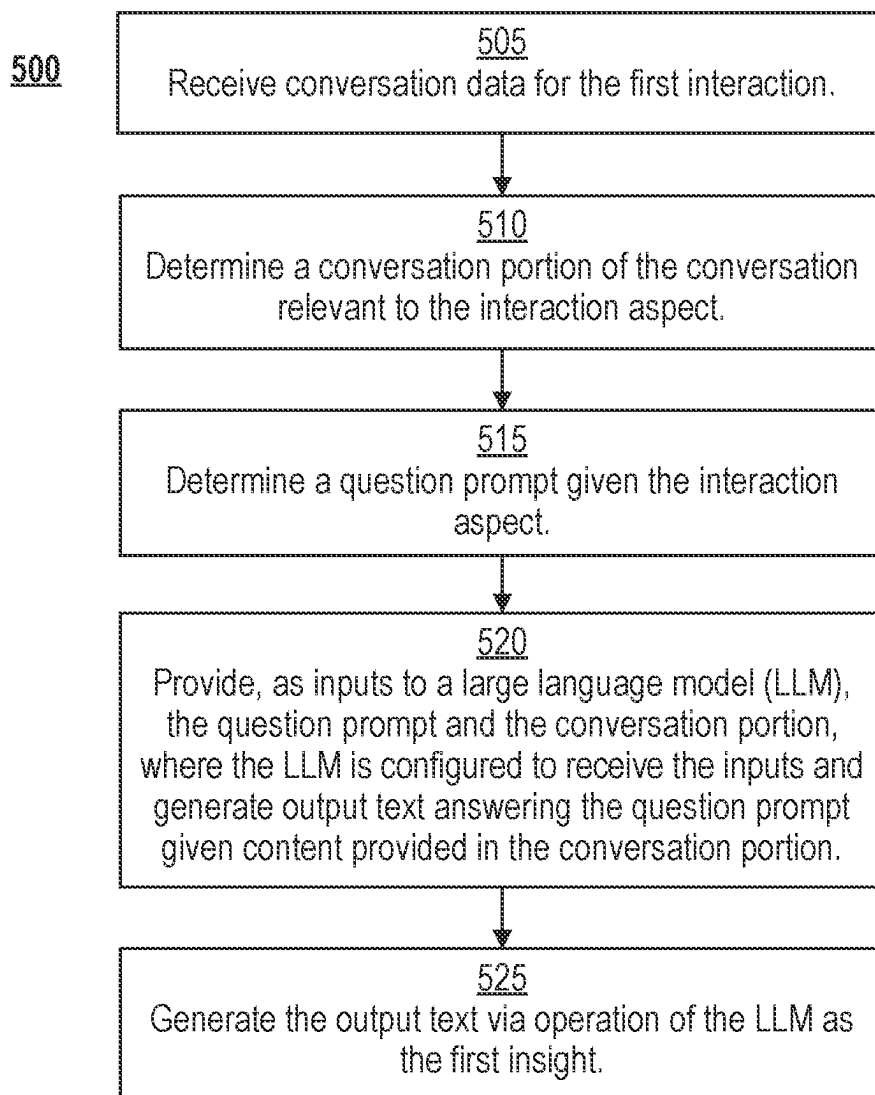 500
505
Receive conversation data for the first interaction.
510
Determine a conversation portion of the conversation
relevant to the interaction aspect.
515
Determine a question prompt given the interaction
aspect.
520
Provide, as inputs to a large language model (LLM),
the question prompt and the conversation portion,
where the LLM is configured to receive the inputs and
generate output text answering the question prompt
given content provided in the conversation portion.
525
Generate the output text via operation of the LLM as
the first insight.